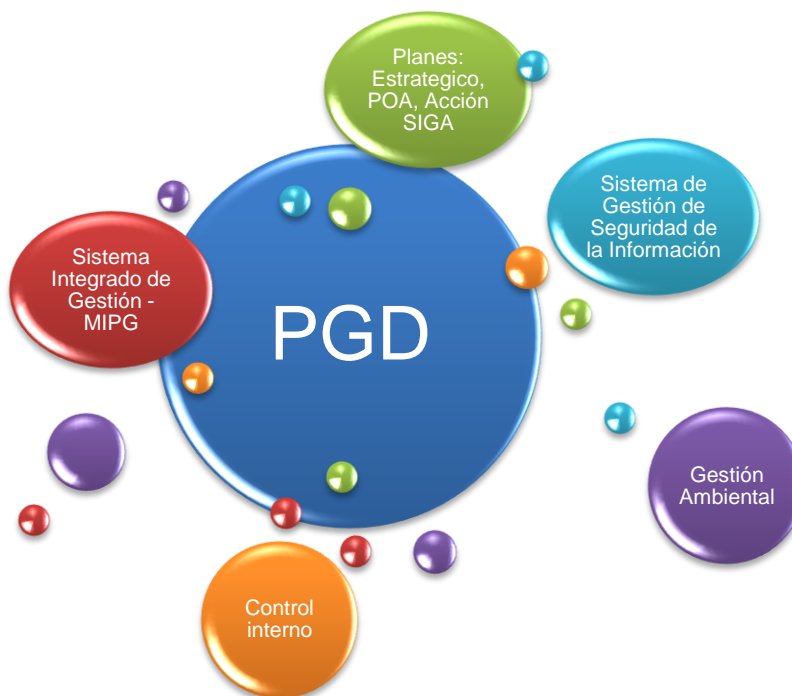 Planes:
Estrategico,
POA, Acción
SIGA
Sistema de
Gestión de
Seguridad de
la Información
Sistema
Integrado de
Gestión -
MIPG
PGD
Gestión
Ambiental
Control
interno